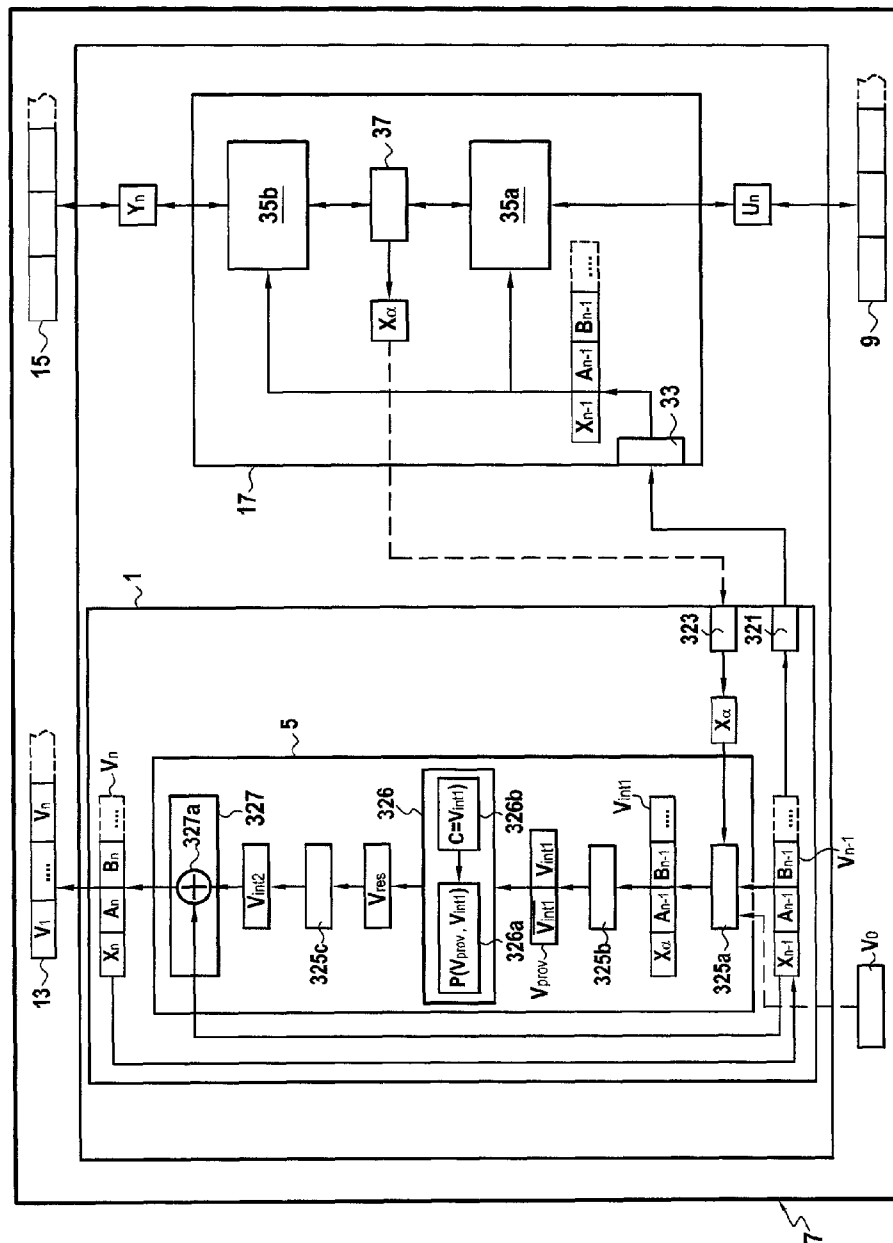 15
Yn
35b
37
35a
Xα
Xn-1 An-1 Bn-1 ....
33
17
Un
9
1
323
321
Xα
5
13
V1 .... Vn
Vn
Xn An Bn ....
327a
327
Vint2
325c
Vres
326
C=Vint1)
326b
P(Vprov , Vint1)
326a
Vint1 Vint1
Vprov
325b
Vint1
Xα An-1 Bn-1 ....
325a
Xn-1 An-1 Bn-1 ....
Vn-1
V0
7